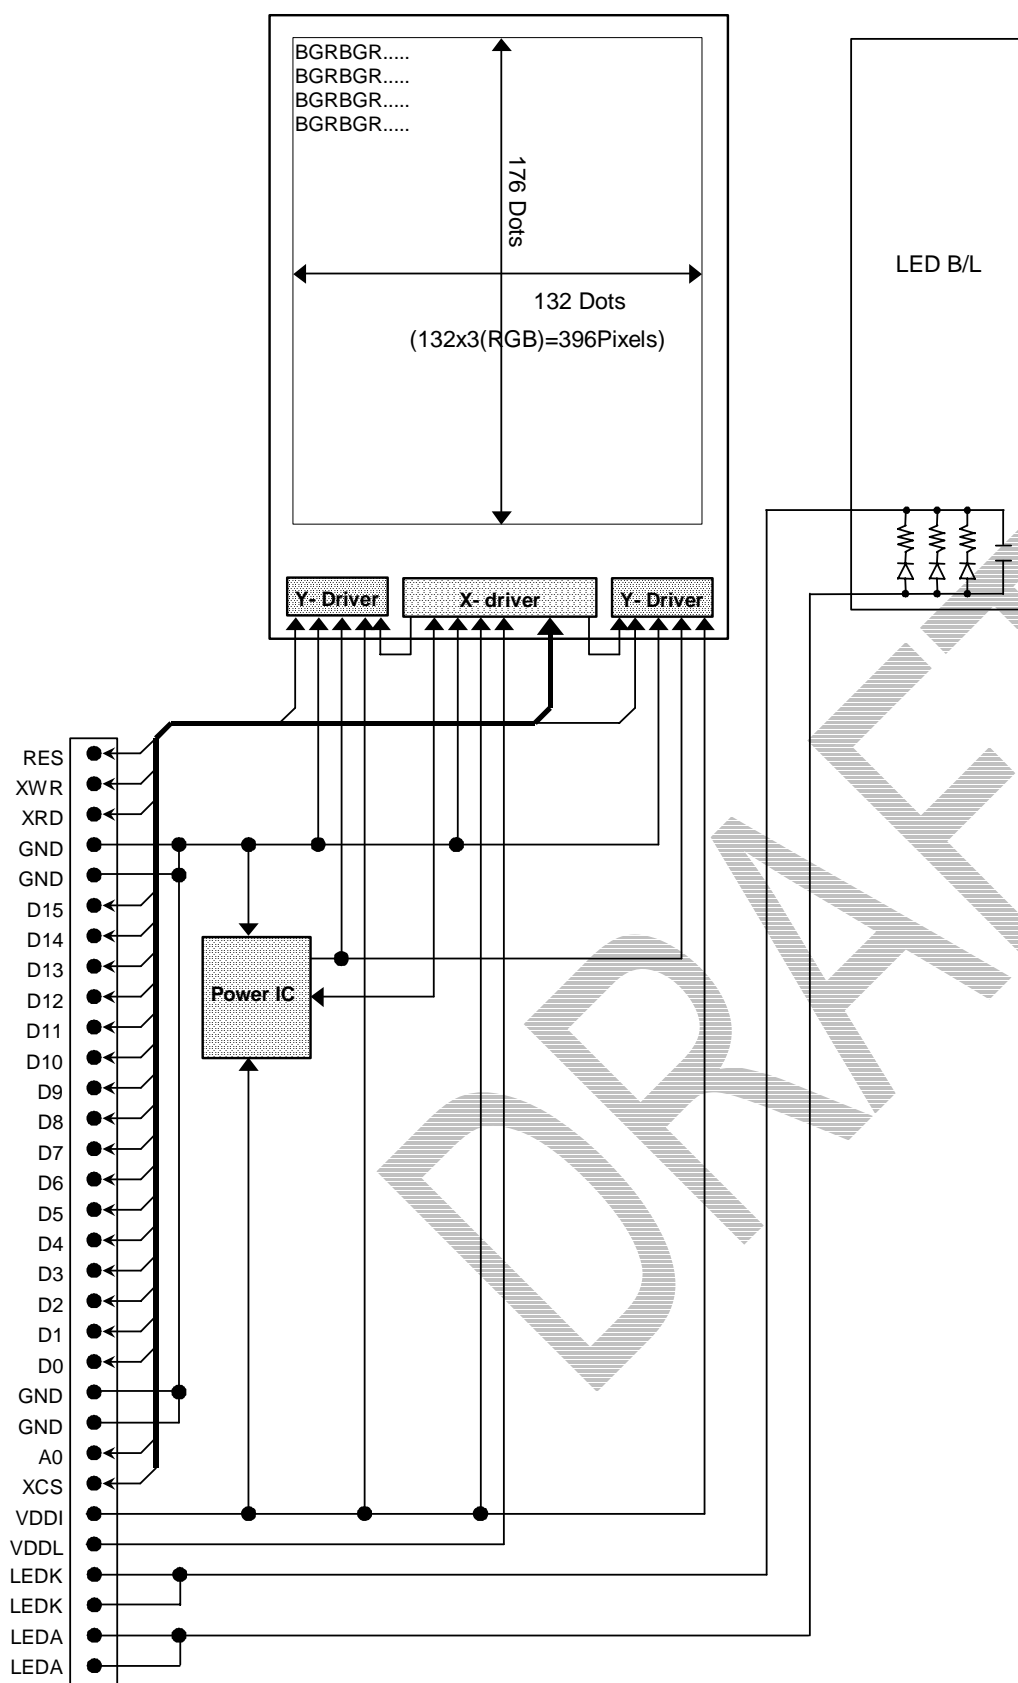 BGRBGR.....
BGRBGR.....
BGRBGR.....
BGRBGR.....
176 Dots
132 Dots
(132x3(RGB)=396Pixels)
LED B/L
Y- Driver
X- driver
Y- Driver
RES
XWR
XRD
GND
GND
D15
D14
D13
D12
D11
D10
D9
D8
D7
D6
D5
D4
D3
D2
D1
D0
GND
GND
A0
XCS
VDDI
VDDL
LEDK
LEDK
LEDA
LEDA
Power IC
DRAFT